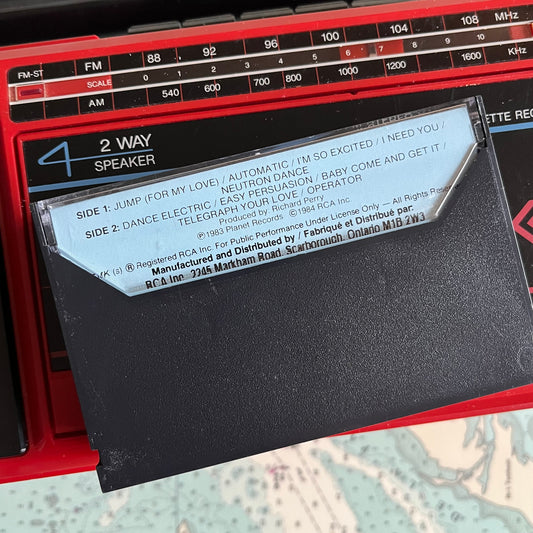 FM-ST FM 88 92 96 100 104 108 MHz
SCALE 0 1 2 3 4 5 6 7 8 9 10
AM 540 600 700 800 1000 1200 1600 KHz
4 2 WAY
SPEAKER
SIDE 1: JUMP (FOR MY LOVE) / AUTOMATIC / I'M SO EXCITED / I NEED YOU /
NEUTRON DANCE
SIDE 2: DANCE ELECTRIC / EASY PERSUASION / BABY COME AND GET IT /
TELEGRAPH YOUR LOVE / OPERATOR
Produced by: Richard Perry
℗1983 Planet Records ©1984 RCA Inc.
(s) ® Registered RCA Inc. For Public Performance Under License Only — All Rights Reserve
Manufactured and Distributed by / Fabriqué et Distribué par:
RCA Inc. 2245 Markham Road, Scarborough, Ontario M1B 2W3